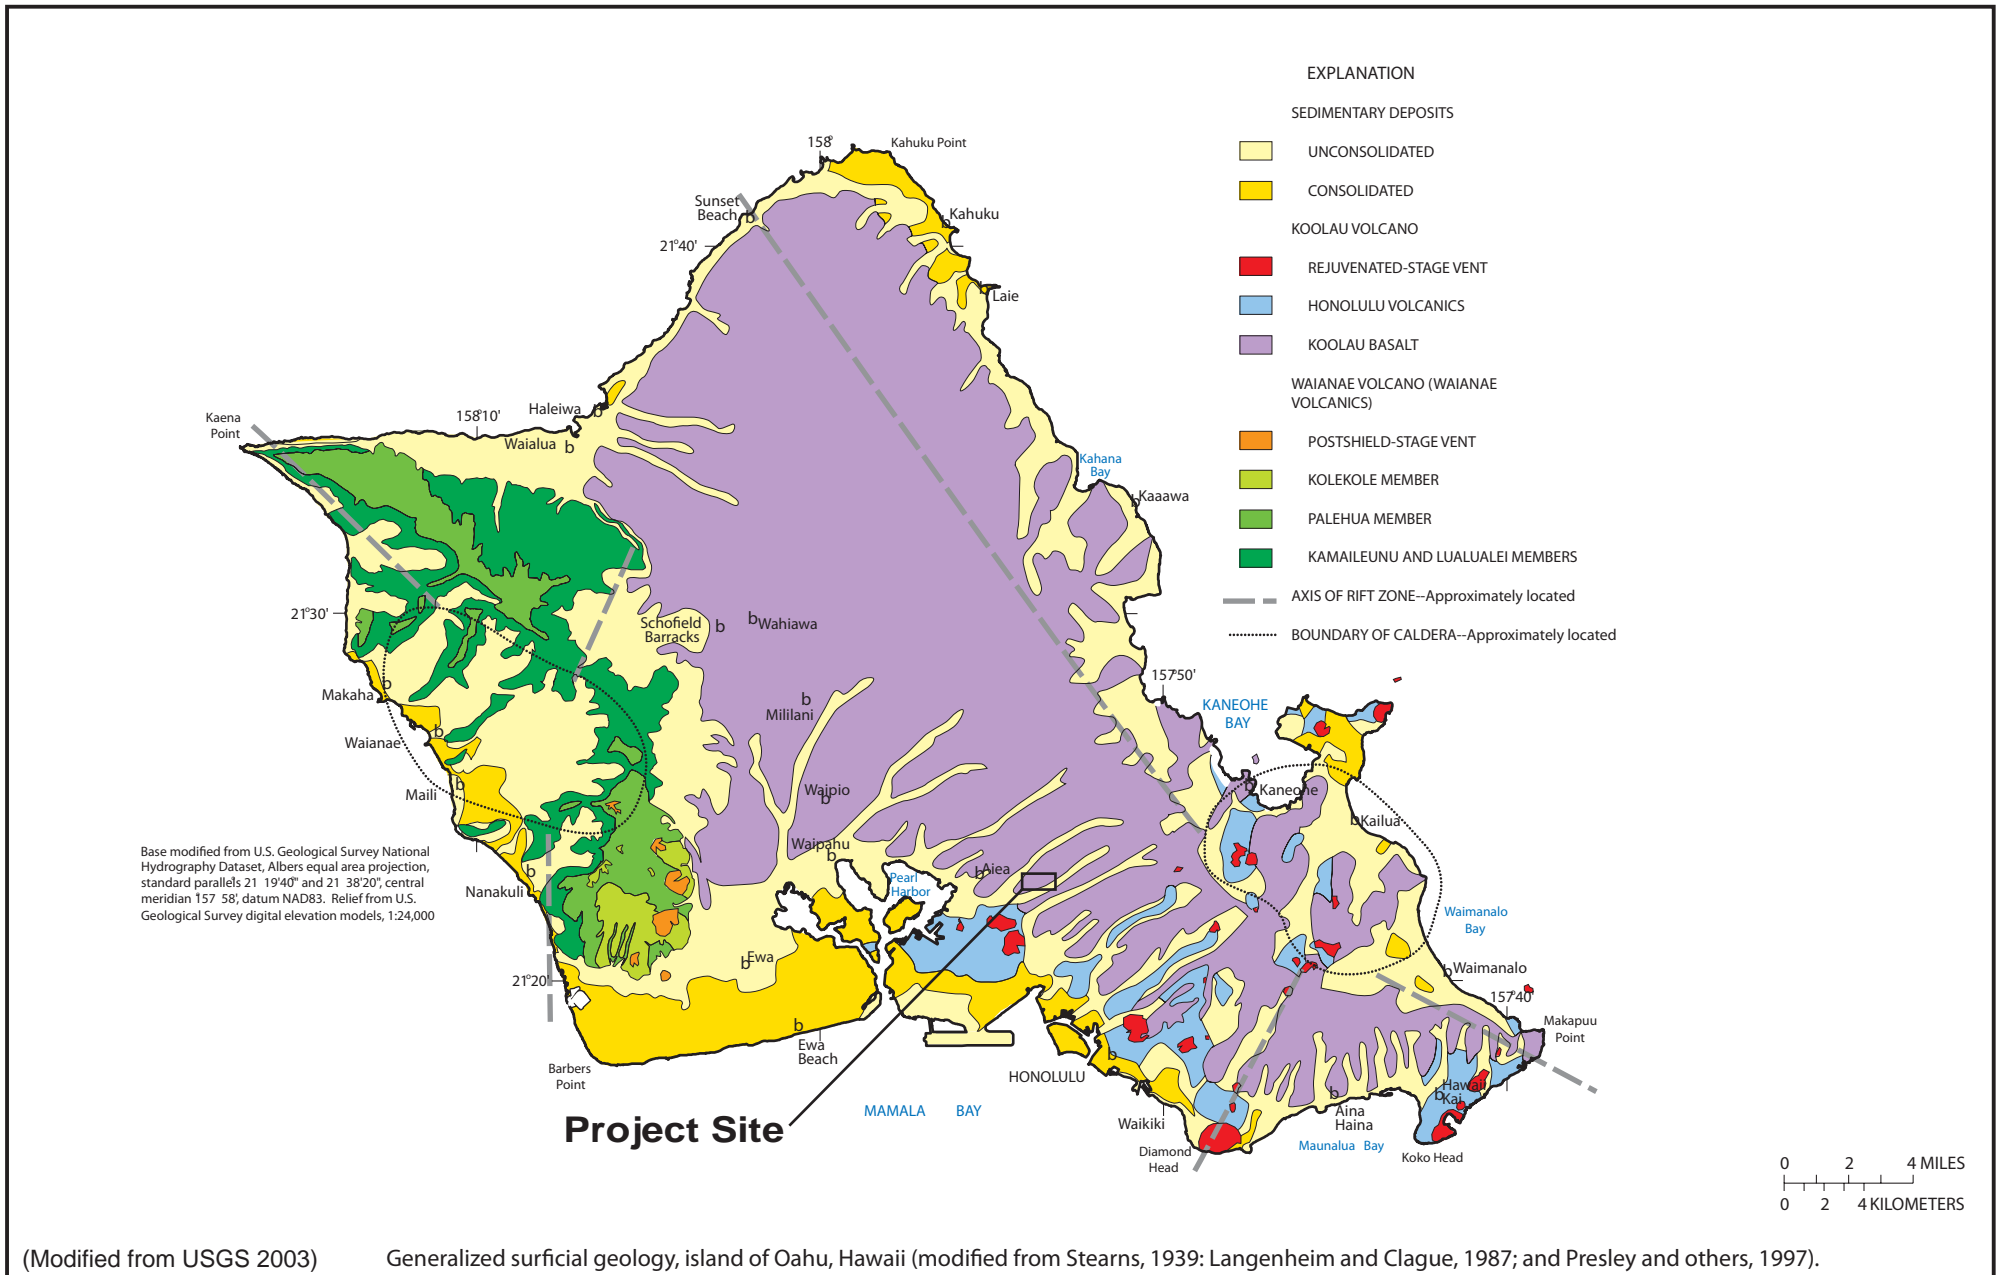 EXPLANATION
SEDIMENTARY DEPOSITS
UNCONSOLIDATED
CONSOLIDATED
KOOLAU VOLCANO
REJUVENATED-STAGE VENT
HONOLULU VOLCANICS
KOOLAU BASALT
WAIANAE VOLCANO (WAIANAE
VOLCANICS)
POSTSHIELD-STAGE VENT
KOLEKOLE MEMBER
PALEHUA MEMBER
KAMAILEUNU AND LUALUALEI MEMBERS
AXIS OF RIFT ZONE--Approximately located
BOUNDARY OF CALDERA--Approximately located
158°
Kahuku Point
Sunset
Beach b
b Kahuku
21°40'
b Laie
Kaena
Point
158°10'
Haleiwa b
Waialua b
Kahana
Bay
b Kaaawa
21°30'
Schofield
Barracks b
b Wahiawa
Makaha b
b
Mililani
157°50'
KANEOHE
BAY
Waianae b
Maili b
Waipio
b
b Kaneohe
b Kailua
Waipahu
b
b Aiea
Pearl
Harbor
Base modified from U.S. Geological Survey National
Hydrography Dataset, Albers equal area projection,
standard parallels 21 19'40" and 21 38'20", central
meridian 157 58', datum NAD83. Relief from U.S.
Geological Survey digital elevation models, 1:24,000
Nanakuli b
Waimanalo
Bay
21°20'
b Ewa
b Waimanalo
157°40'
b
Ewa
Beach
Barbers
Point
Makapuu
Point
HONOLULU b
Project Site
MAMALA BAY
Waikiki
Diamond
Head
b
Aina
Haina
Maunalua Bay
Hawaii
b Kai
Koko Head
0 2 4 MILES
0 2 4 KILOMETERS
(Modified from USGS 2003) Generalized surficial geology, island of Oahu, Hawaii (modified from Stearns, 1939: Langenheim and Clague, 1987; and Presley and others, 1997).